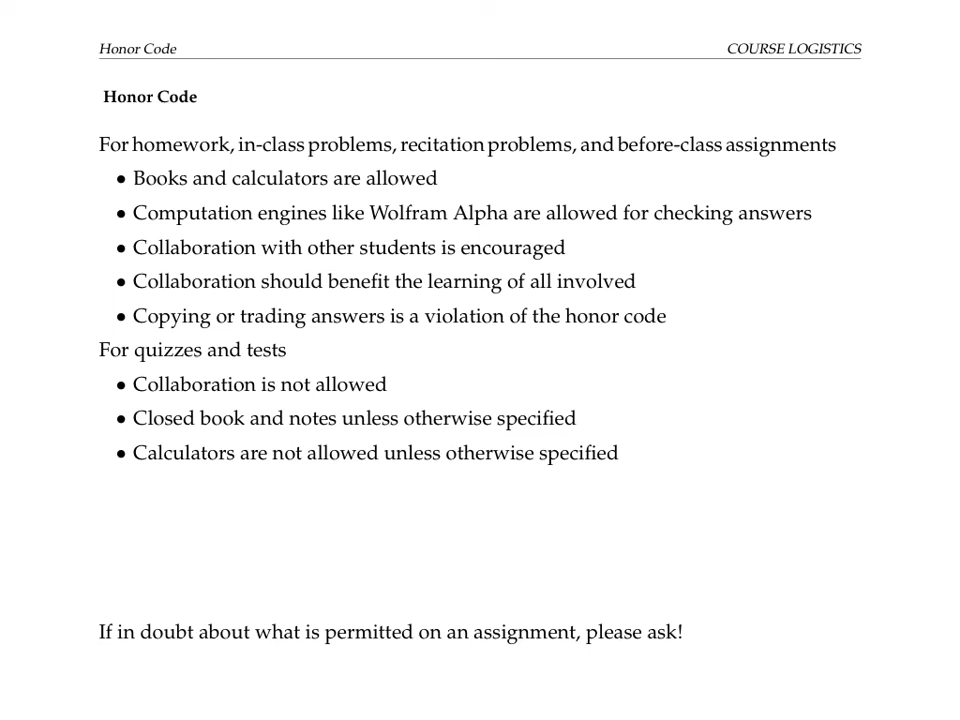 Honor Code COURSE LOGISTICS
Honor Code
For homework, in-class problems, recitation problems, and before-class assignments
• Books and calculators are allowed
• Computation engines like Wolfram Alpha are allowed for checking answers
• Collaboration with other students is encouraged
• Collaboration should benefit the learning of all involved
• Copying or trading answers is a violation of the honor code
For quizzes and tests
• Collaboration is not allowed
• Closed book and notes unless otherwise specified
• Calculators are not allowed unless otherwise specified
If in doubt about what is permitted on an assignment, please ask!